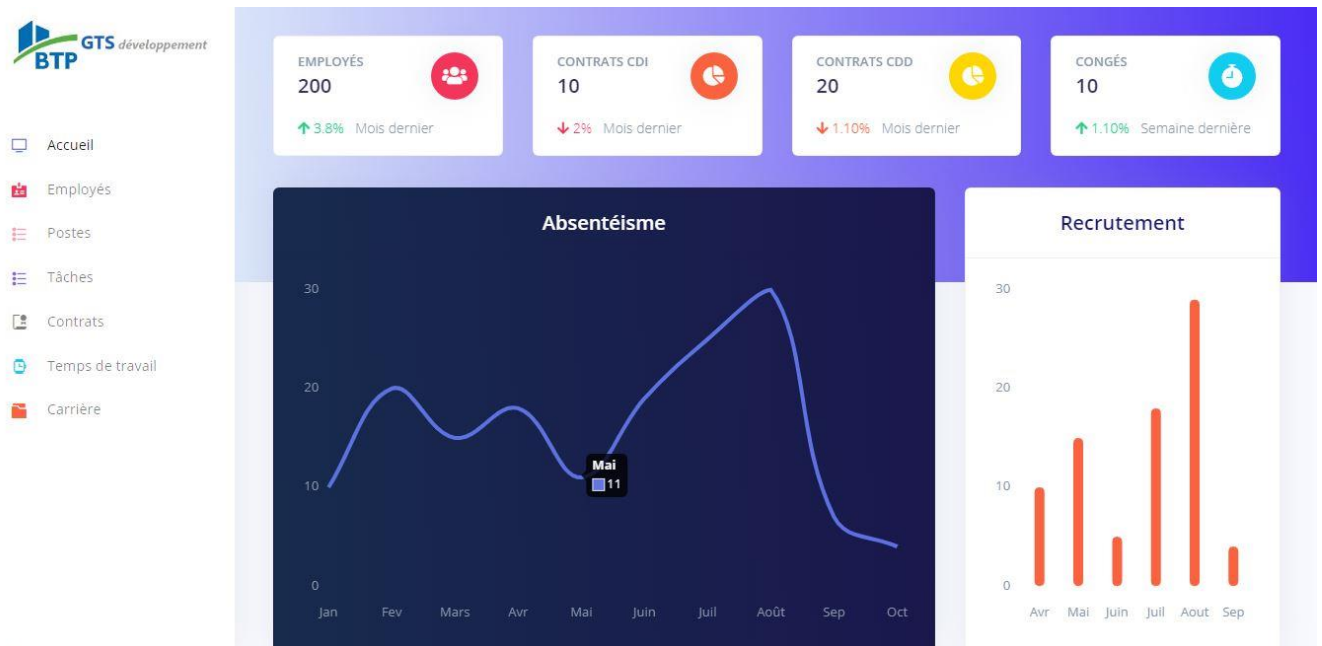 GTS développement
BTP
Accueil
Employés
Postes
Tâches
Contrats
Temps de travail
Carrière
EMPLOYÉS
200
3.8% Mois dernier
CONTRATS CDI
10
2% Mois dernier
CONTRATS CDD
20
1.10% Mois dernier
CONGÉS
10
1.10% Semaine dernière
Absentéisme
30
20
10
0
Mai
11
Jan Fev Mars Avr Mai Juin Juil Août Sep Oct
Recrutement
30
20
10
0
Avr Mai Juin Juil Aout Sep